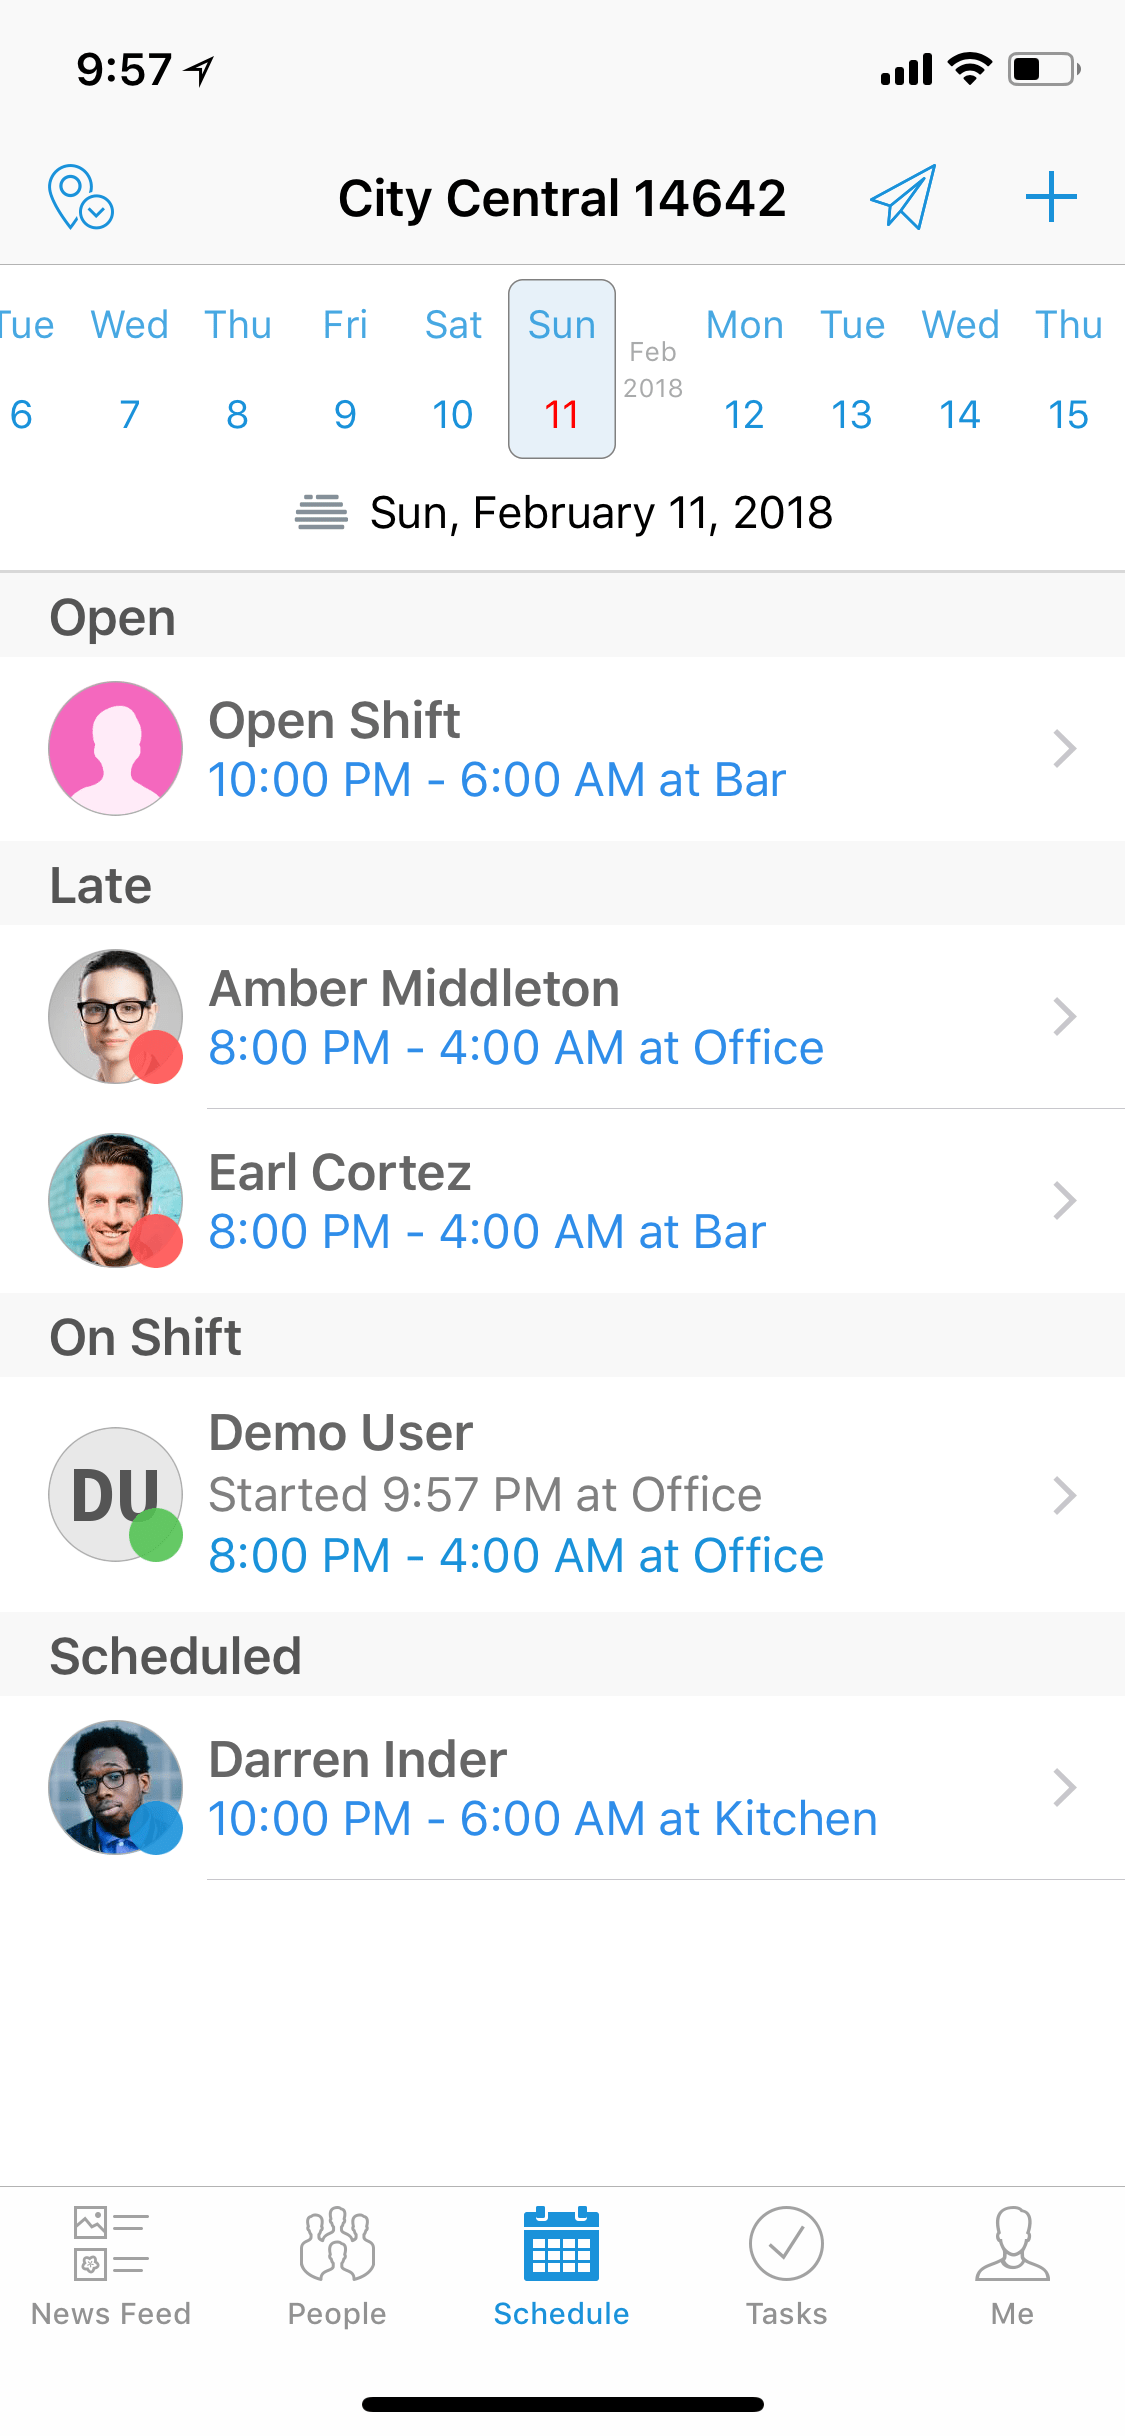 9:57
City Central 14642
Tue Wed Thu Fri Sat Sun Feb 2018 Mon Tue Wed Thu
6 7 8 9 10 11 12 13 14 15
Sun, February 11, 2018
Open
Open Shift
10:00 PM - 6:00 AM at Bar
Late
Amber Middleton
8:00 PM - 4:00 AM at Office
Earl Cortez
8:00 PM - 4:00 AM at Bar
On Shift
DU
Demo User
Started 9:57 PM at Office
8:00 PM - 4:00 AM at Office
Scheduled
Darren Inder
10:00 PM - 6:00 AM at Kitchen
News Feed People Schedule Tasks Me